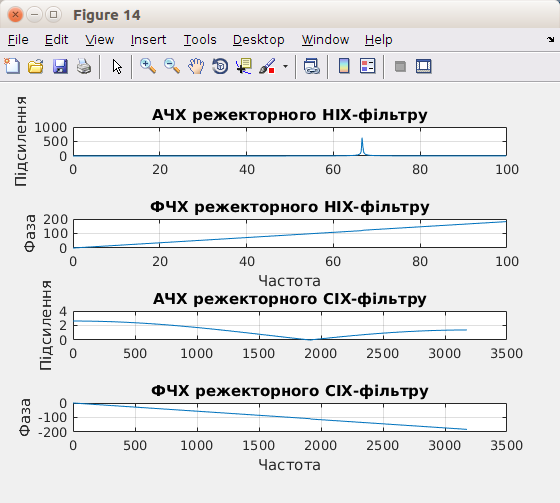 Figure 14
File Edit View Insert Tools Desktop Window Help
АЧХ режекторного НІХ-фільтру
Підсилення
1000
500
0
0 20 40 60 80 100
ФЧХ режекторного НІХ-фільтру
Фаза
200
100
0
0 20 40 60 80 100
Частота
АЧХ режекторного СІХ-фільтру
Підсилення
4
2
0
0 500 1000 1500 2000 2500 3000 3500
ФЧХ режекторного СІХ-фільтру
Фаза
0
-100
-200
0 500 1000 1500 2000 2500 3000 3500
Частота